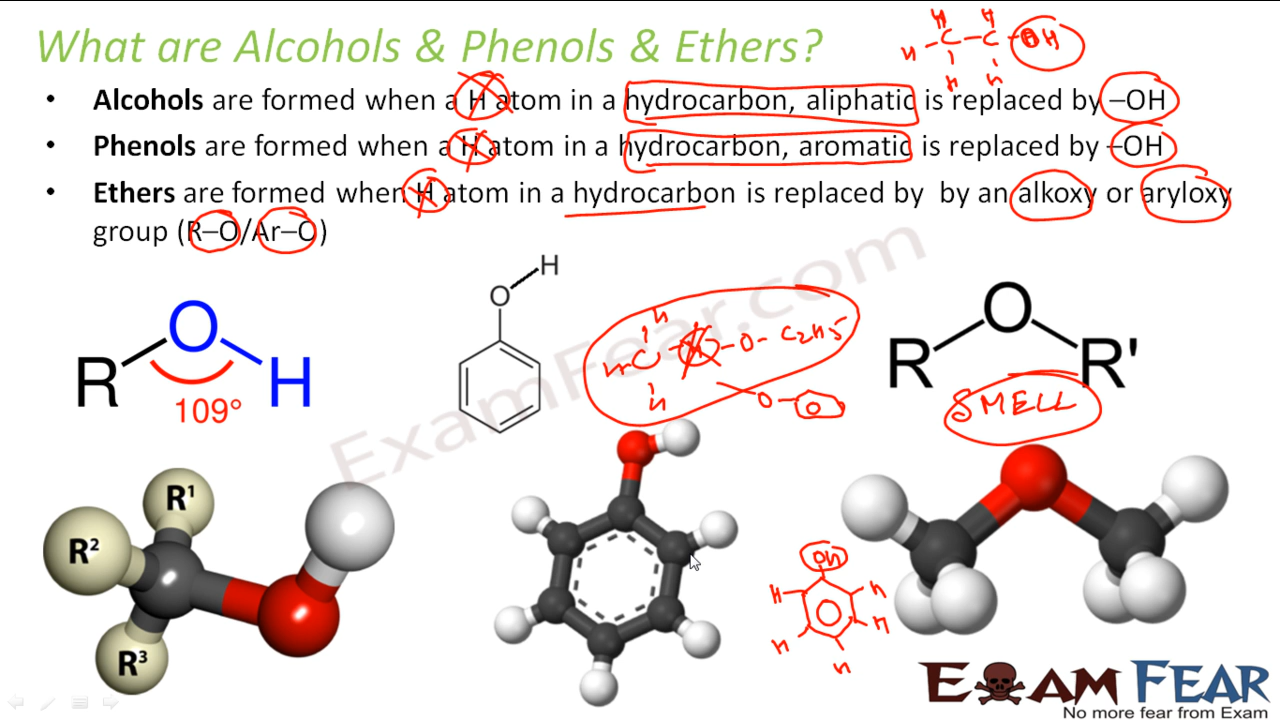 What are Alcohols & Phenols & Ethers?
H H
H - C - C - OH
H H
• Alcohols are formed when a H atom in a hydrocarbon, aliphatic is replaced by –OH
• Phenols are formed when a H atom in a hydrocarbon, aromatic is replaced by –OH
• Ethers are formed when H atom in a hydrocarbon is replaced by by an alkoxy or aryloxy
group (R–O/Ar–O)
R O H
109°
O H
H
H C - H - O - C2H5
H
O - O
R O R'
SMELL
ExamFear.com
R1
R2
R3
OH
H H
H H
H
EXAM FEAR
No more fear from Exam